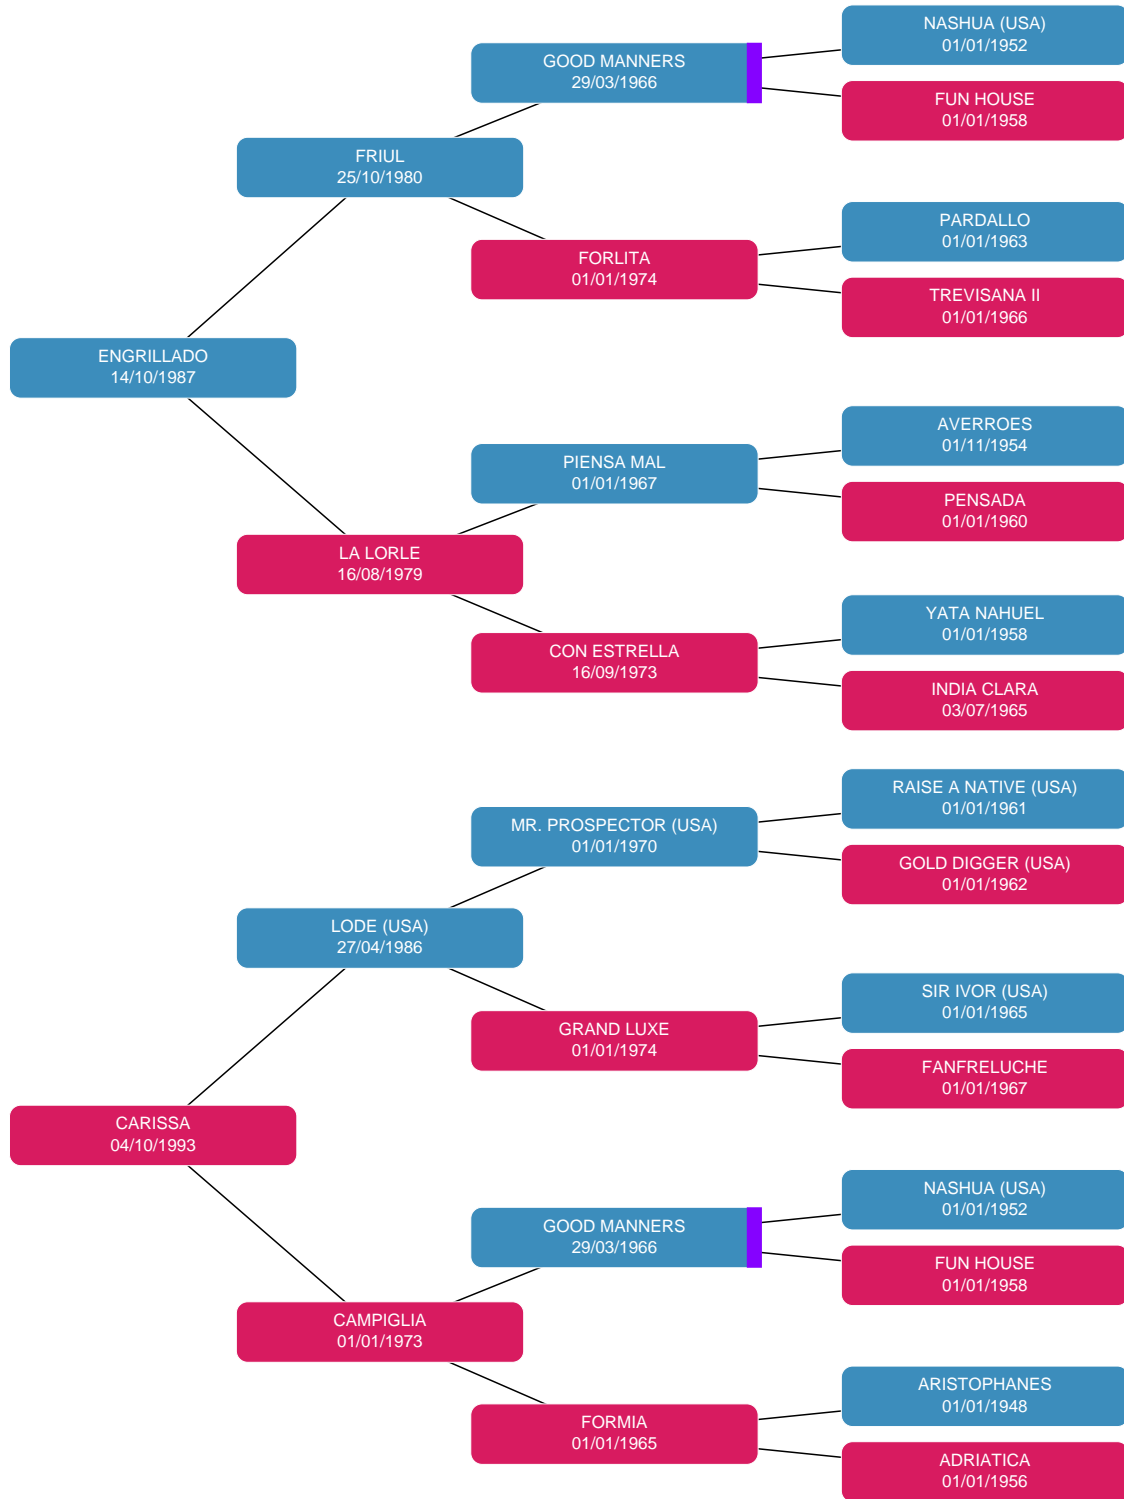 NASHUA (USA)
01/01/1952
GOOD MANNERS
29/03/1966
FUN HOUSE
01/01/1958
FRIUL
25/10/1980
PARDALLO
01/01/1963
FORLITA
01/01/1974
TREVISANA II
01/01/1966
ENGRILLADO
14/10/1987
AVERROES
01/11/1954
PIENSA MAL
01/01/1967
PENSADA
01/01/1960
LA LORLE
16/08/1979
YATA NAHUEL
01/01/1958
CON ESTRELLA
16/09/1973
INDIA CLARA
03/07/1965
RAISE A NATIVE (USA)
01/01/1961
MR. PROSPECTOR (USA)
01/01/1970
GOLD DIGGER (USA)
01/01/1962
LODE (USA)
27/04/1986
SIR IVOR (USA)
01/01/1965
GRAND LUXE
01/01/1974
FANFRELUCHE
01/01/1967
CARISSA
04/10/1993
NASHUA (USA)
01/01/1952
GOOD MANNERS
29/03/1966
FUN HOUSE
01/01/1958
CAMPIGLIA
01/01/1973
ARISTOPHANES
01/01/1948
FORMIA
01/01/1965
ADRIATICA
01/01/1956